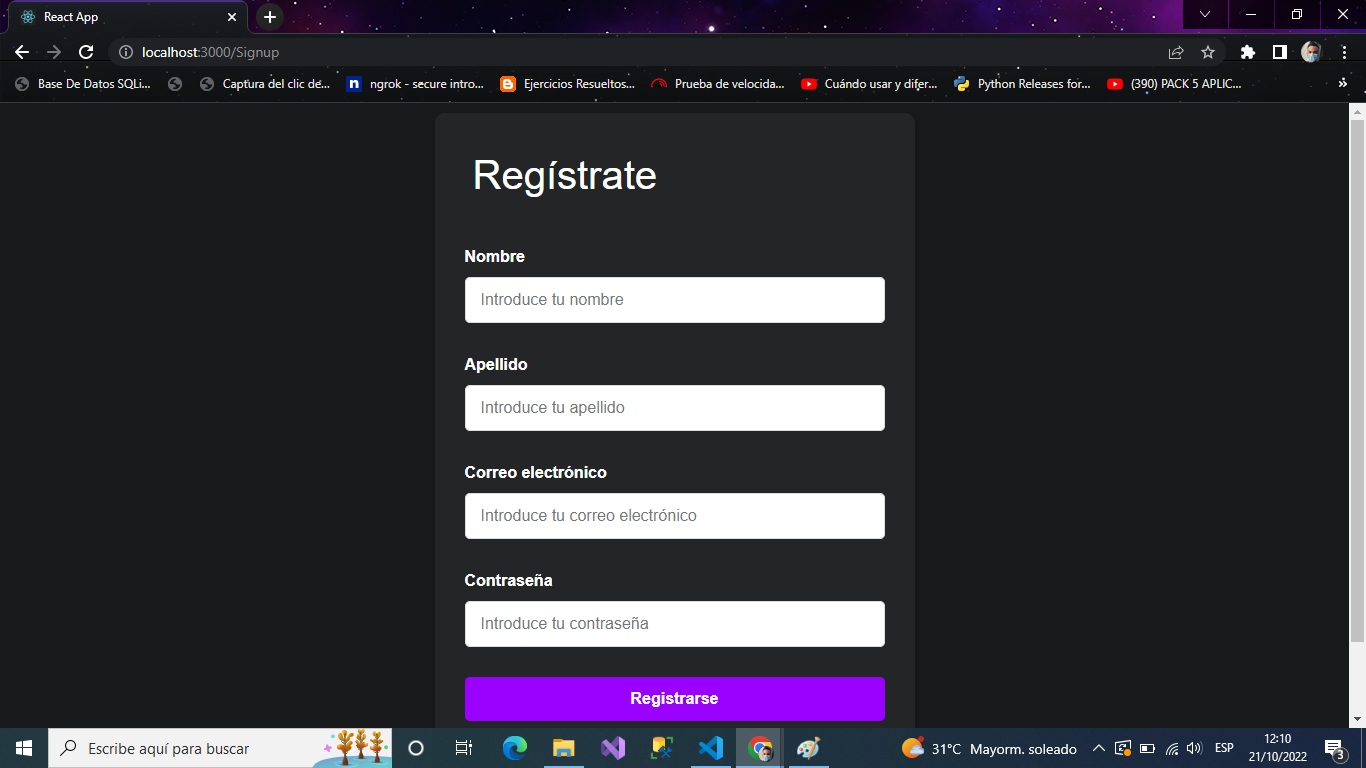 React App
localhost:3000/Signup
Base De Datos SQLi...
Captura del clic de...
n
ngrok - secure intro...
Ejercicios Resueltos...
Prueba de velocida...
Cuándo usar y difer...
Python Releases for...
(390) PACK 5 APLIC...
»
Regístrate
Nombre
Introduce tu nombre
Apellido
Introduce tu apellido
Correo electrónico
Introduce tu correo electrónico
Contraseña
Introduce tu contraseña
Registrarse
Escribe aquí para buscar
31°C Mayorm. soleado
ESP
12:10
21/10/2022
3